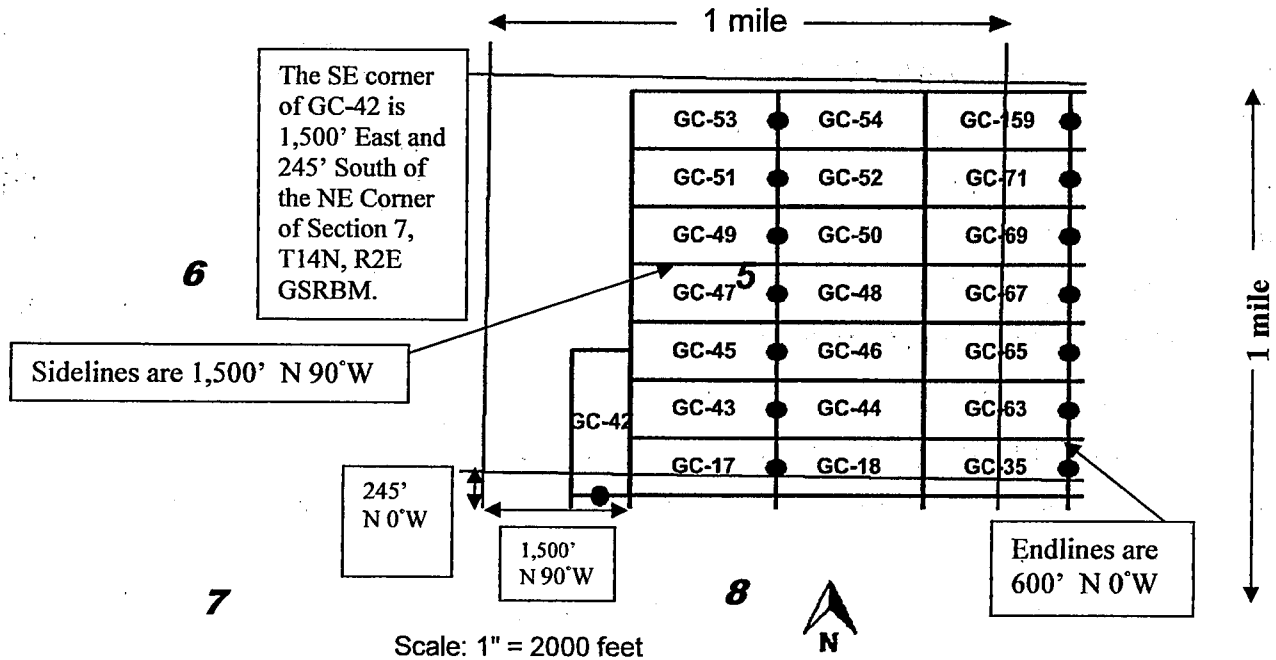 1 mile
The SE corner
of GC-42 is
1,500' East and
245' South of
the NE Corner
of Section 7,
T14N, R2E
GSRBM.
GC-53 GC-54 GC-159
GC-51 GC-52 GC-71
GC-49 GC-50 GC-69
6
5
GC-47 GC-48 GC-67
1 mile
Sidelines are 1,500' N 90°W
GC-45 GC-46 GC-65
GC-42
GC-43 GC-44 GC-63
GC-17 GC-18 GC-35
245'
N 0°W
1,500'
N 90°W
Endlines are
600' N 0°W
7
8
N
Scale: 1" = 2000 feet